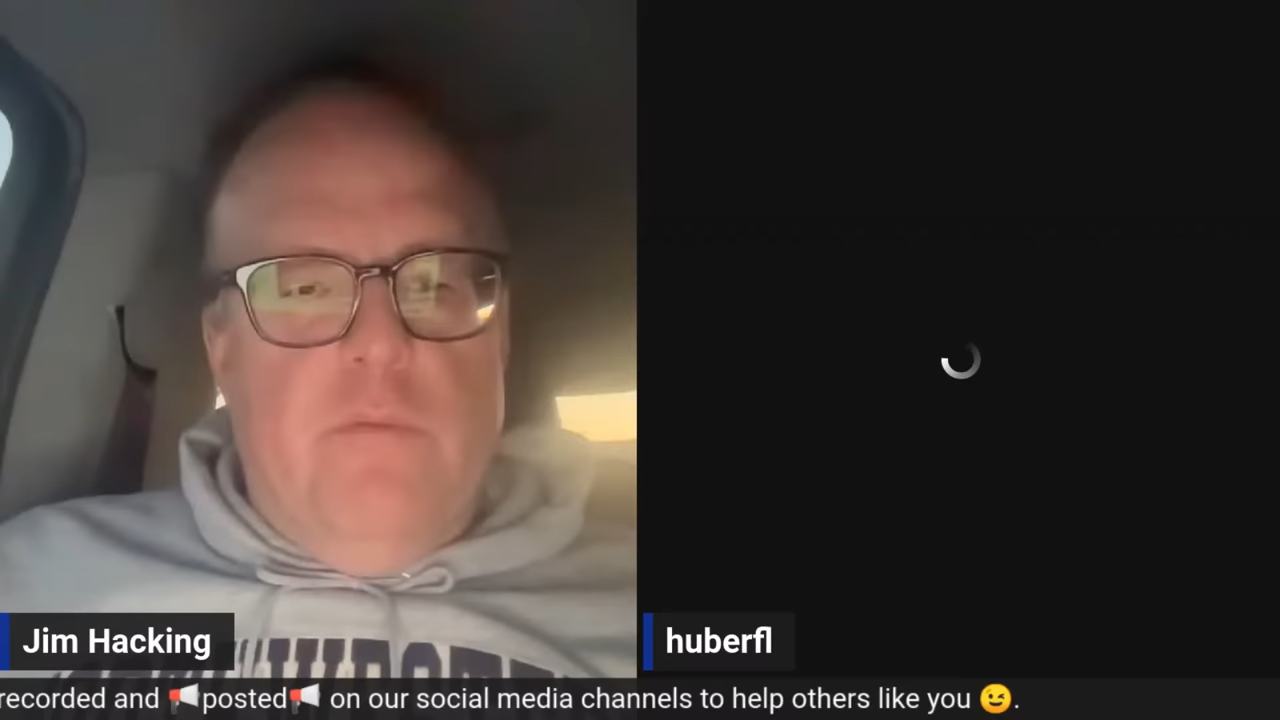 Jim Hacking
huberfl
recorded and 📢posted📢 on our social media channels to help others like you 😉.